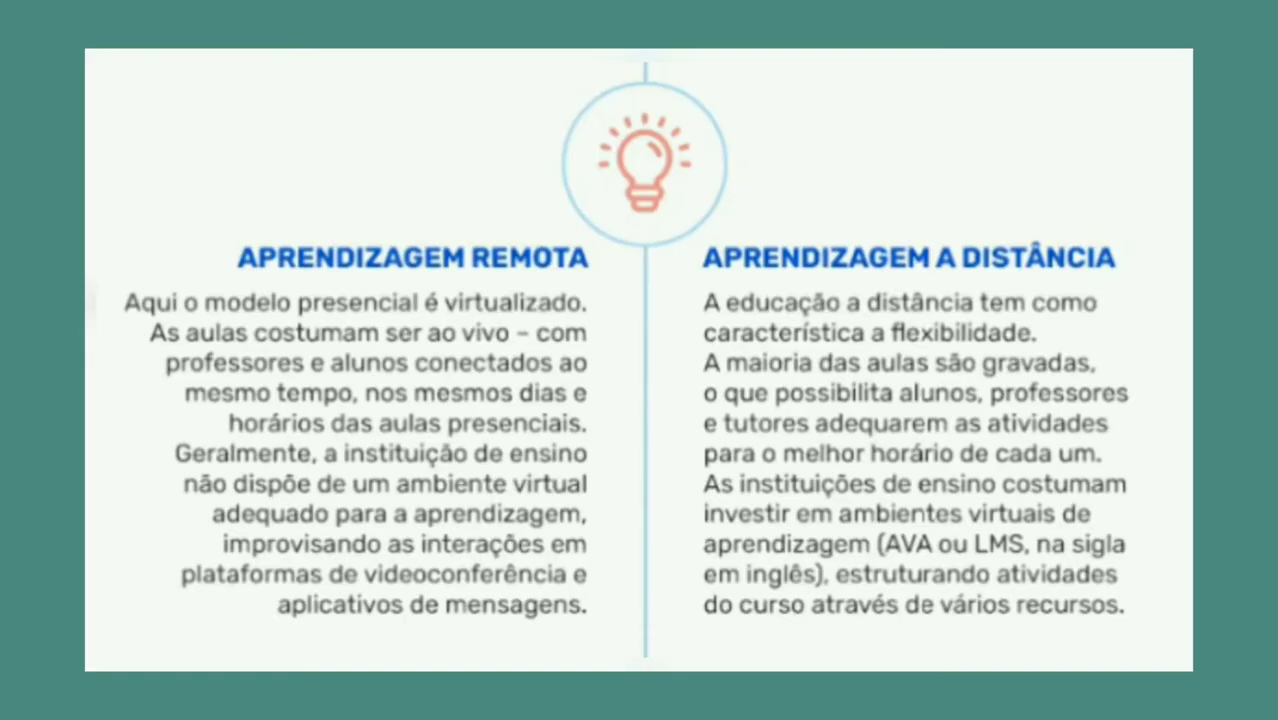 APRENDIZAGEM REMOTA
Aqui o modelo presencial é virtualizado.
As aulas costumam ser ao vivo – com
professores e alunos conectados ao
mesmo tempo, nos mesmos dias e
horários das aulas presenciais.
Geralmente, a instituição de ensino
não dispõe de um ambiente virtual
adequado para a aprendizagem,
improvisando as interações em
plataformas de videoconferência e
aplicativos de mensagens.
APRENDIZAGEM A DISTÂNCIA
A educação a distância tem como
característica a flexibilidade.
A maioria das aulas são gravadas,
o que possibilita alunos, professores
e tutores adequarem as atividades
para o melhor horário de cada um.
As instituições de ensino costumam
investir em ambientes virtuais de
aprendizagem (AVA ou LMS, na sigla
em inglês), estruturando atividades
do curso através de vários recursos.